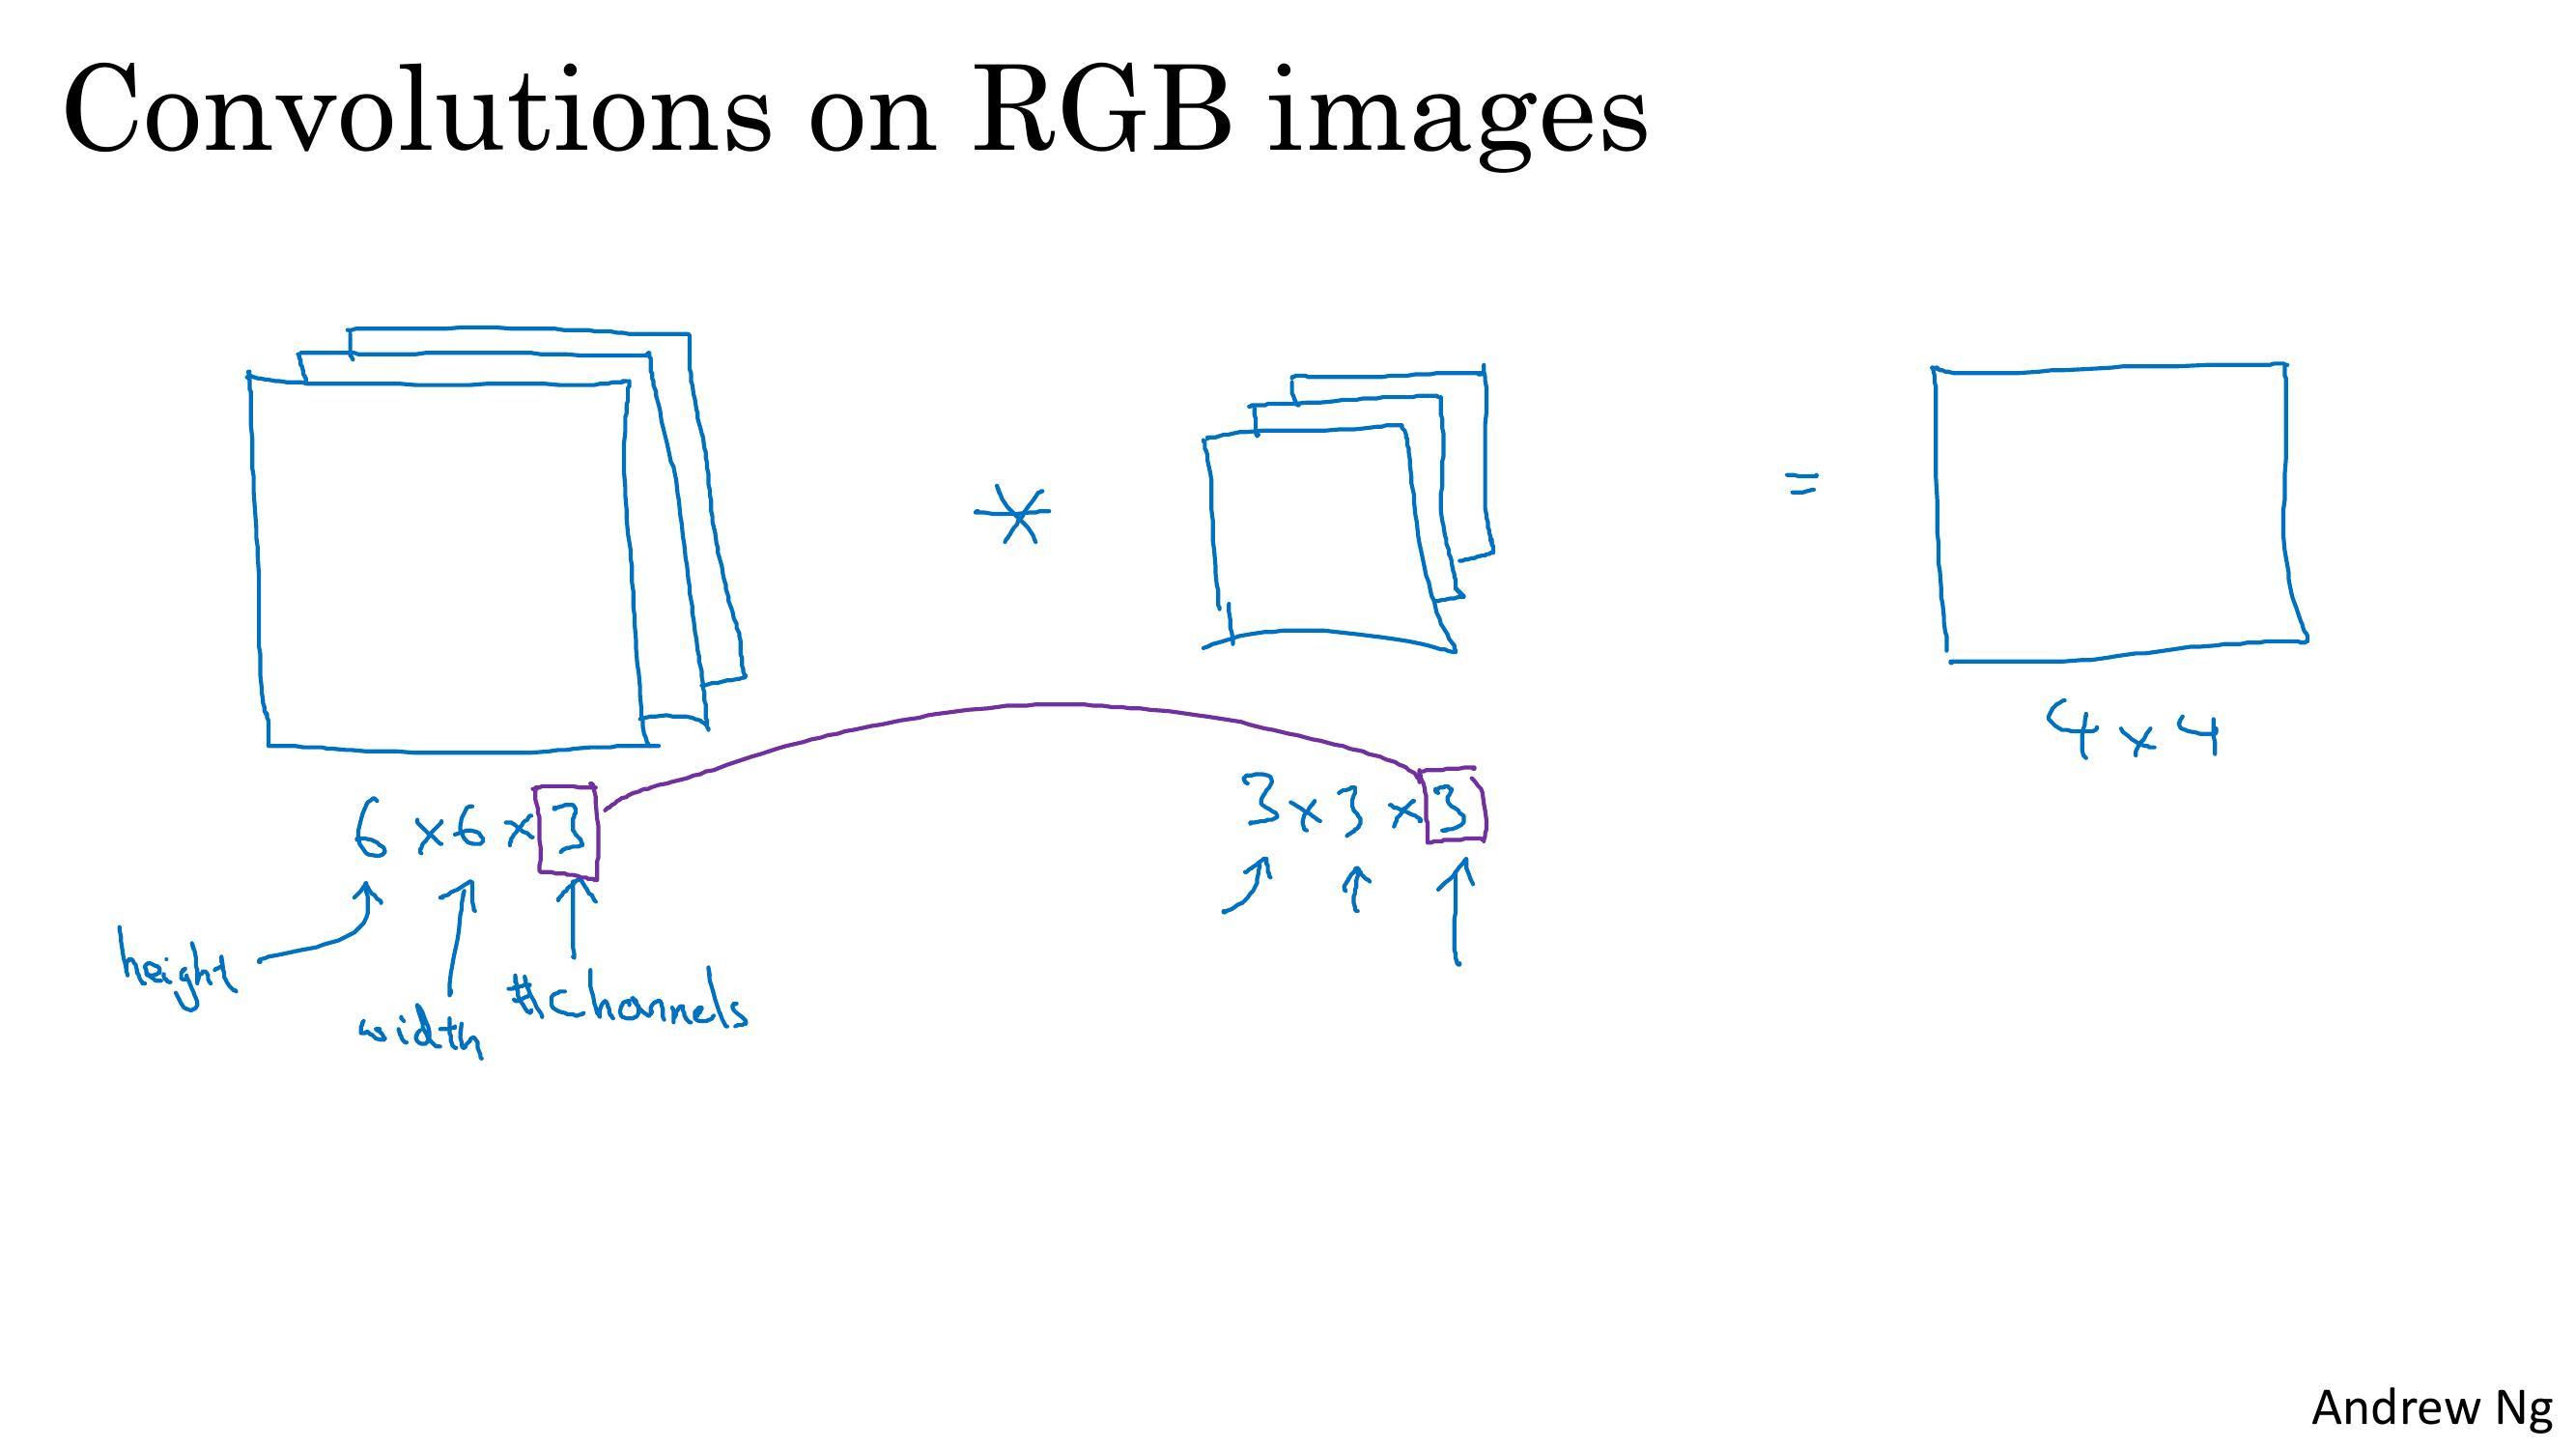 Convolutions on RGB images
*
=
4 x 4
6 x 6 x 3
3 x 3 x 3
height
width
#channels
Andrew Ng